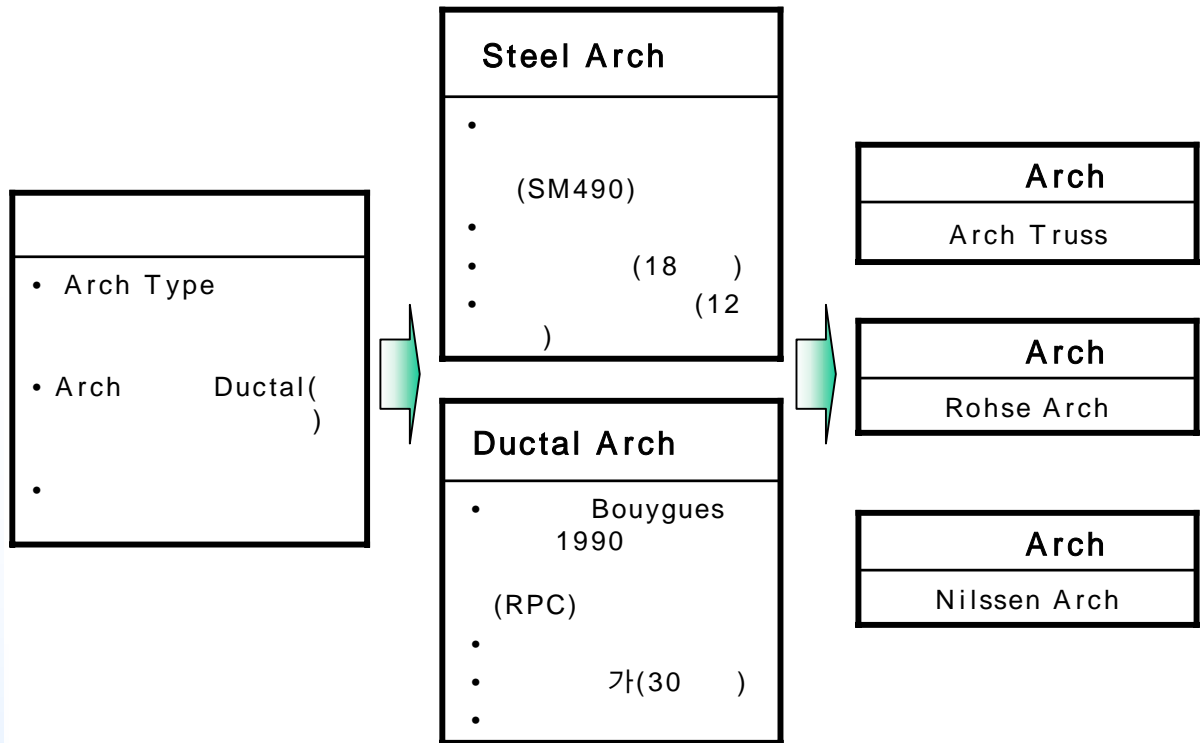 • Arch Type
• Arch Ductal(
)
•
Steel Arch
•
(SM490)
•
• (18 )
• (12
)
Ductal Arch
• Bouygues
1990
(RPC)
•
• 가(30 )
•
Arch
Arch Truss
Arch
Rohse Arch
Arch
Nilssen Arch